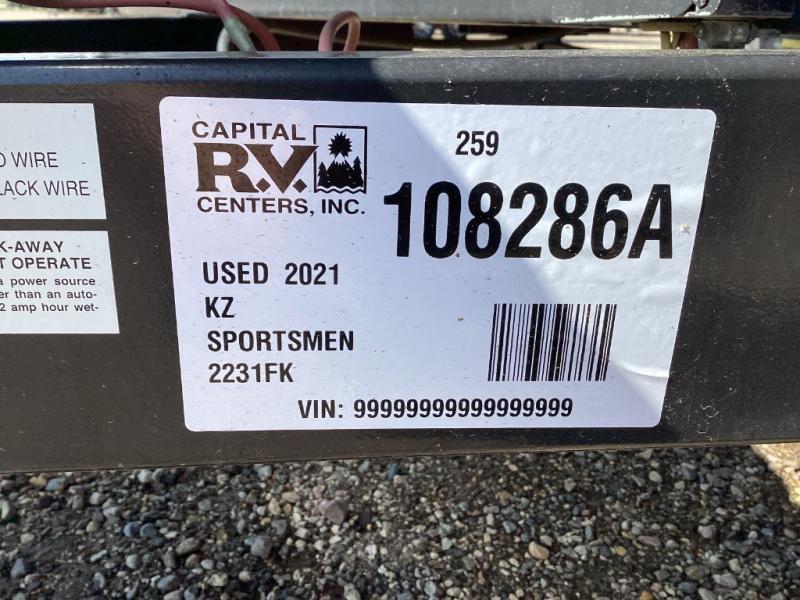 WIRE
LACK WIRE
K-AWAY
T OPERATE
a power source
er than an auto-
2 amp hour wet-
CAPITAL
R.V.
CENTERS, INC.
259
108286A
USED 2021
KZ
SPORTSMEN
2231FK
VIN: 99999999999999999